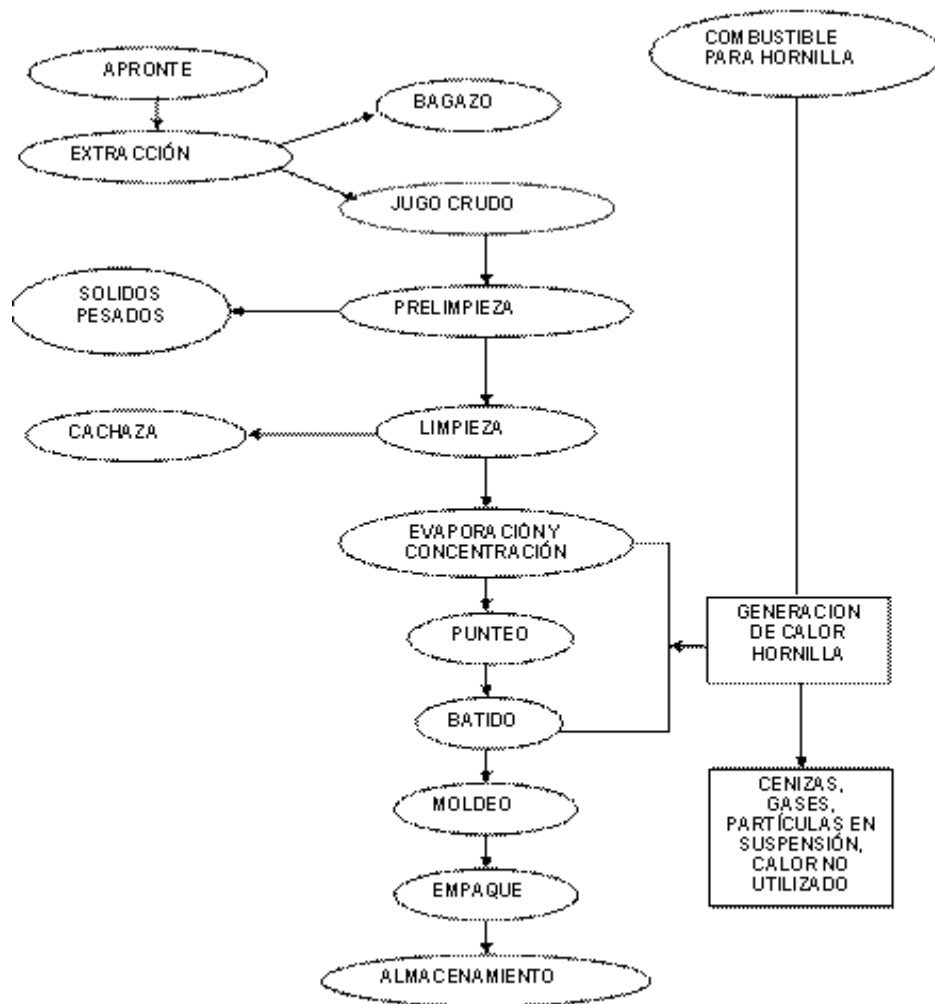 APRONTE
COMBUSTIBLE
PARA HORNILLA
BAGAZO
EXTRACCIÓN
JUGO CRUDO
SOLIDOS
PESADOS
PRELIMPIEZA
CACHAZA
LIMPIEZA
EVAPORACIÓN Y
CONCENTRACIÓN
GENERACION
DE CALOR
HORNILLA
PUNTEO
BATIDO
MOLDEO
CENIZAS,
GASES,
PARTÍCULAS EN
SUSPENSIÓN,
CALOR NO
UTILIZADO
EMPAQUE
ALMACENAMIENTO